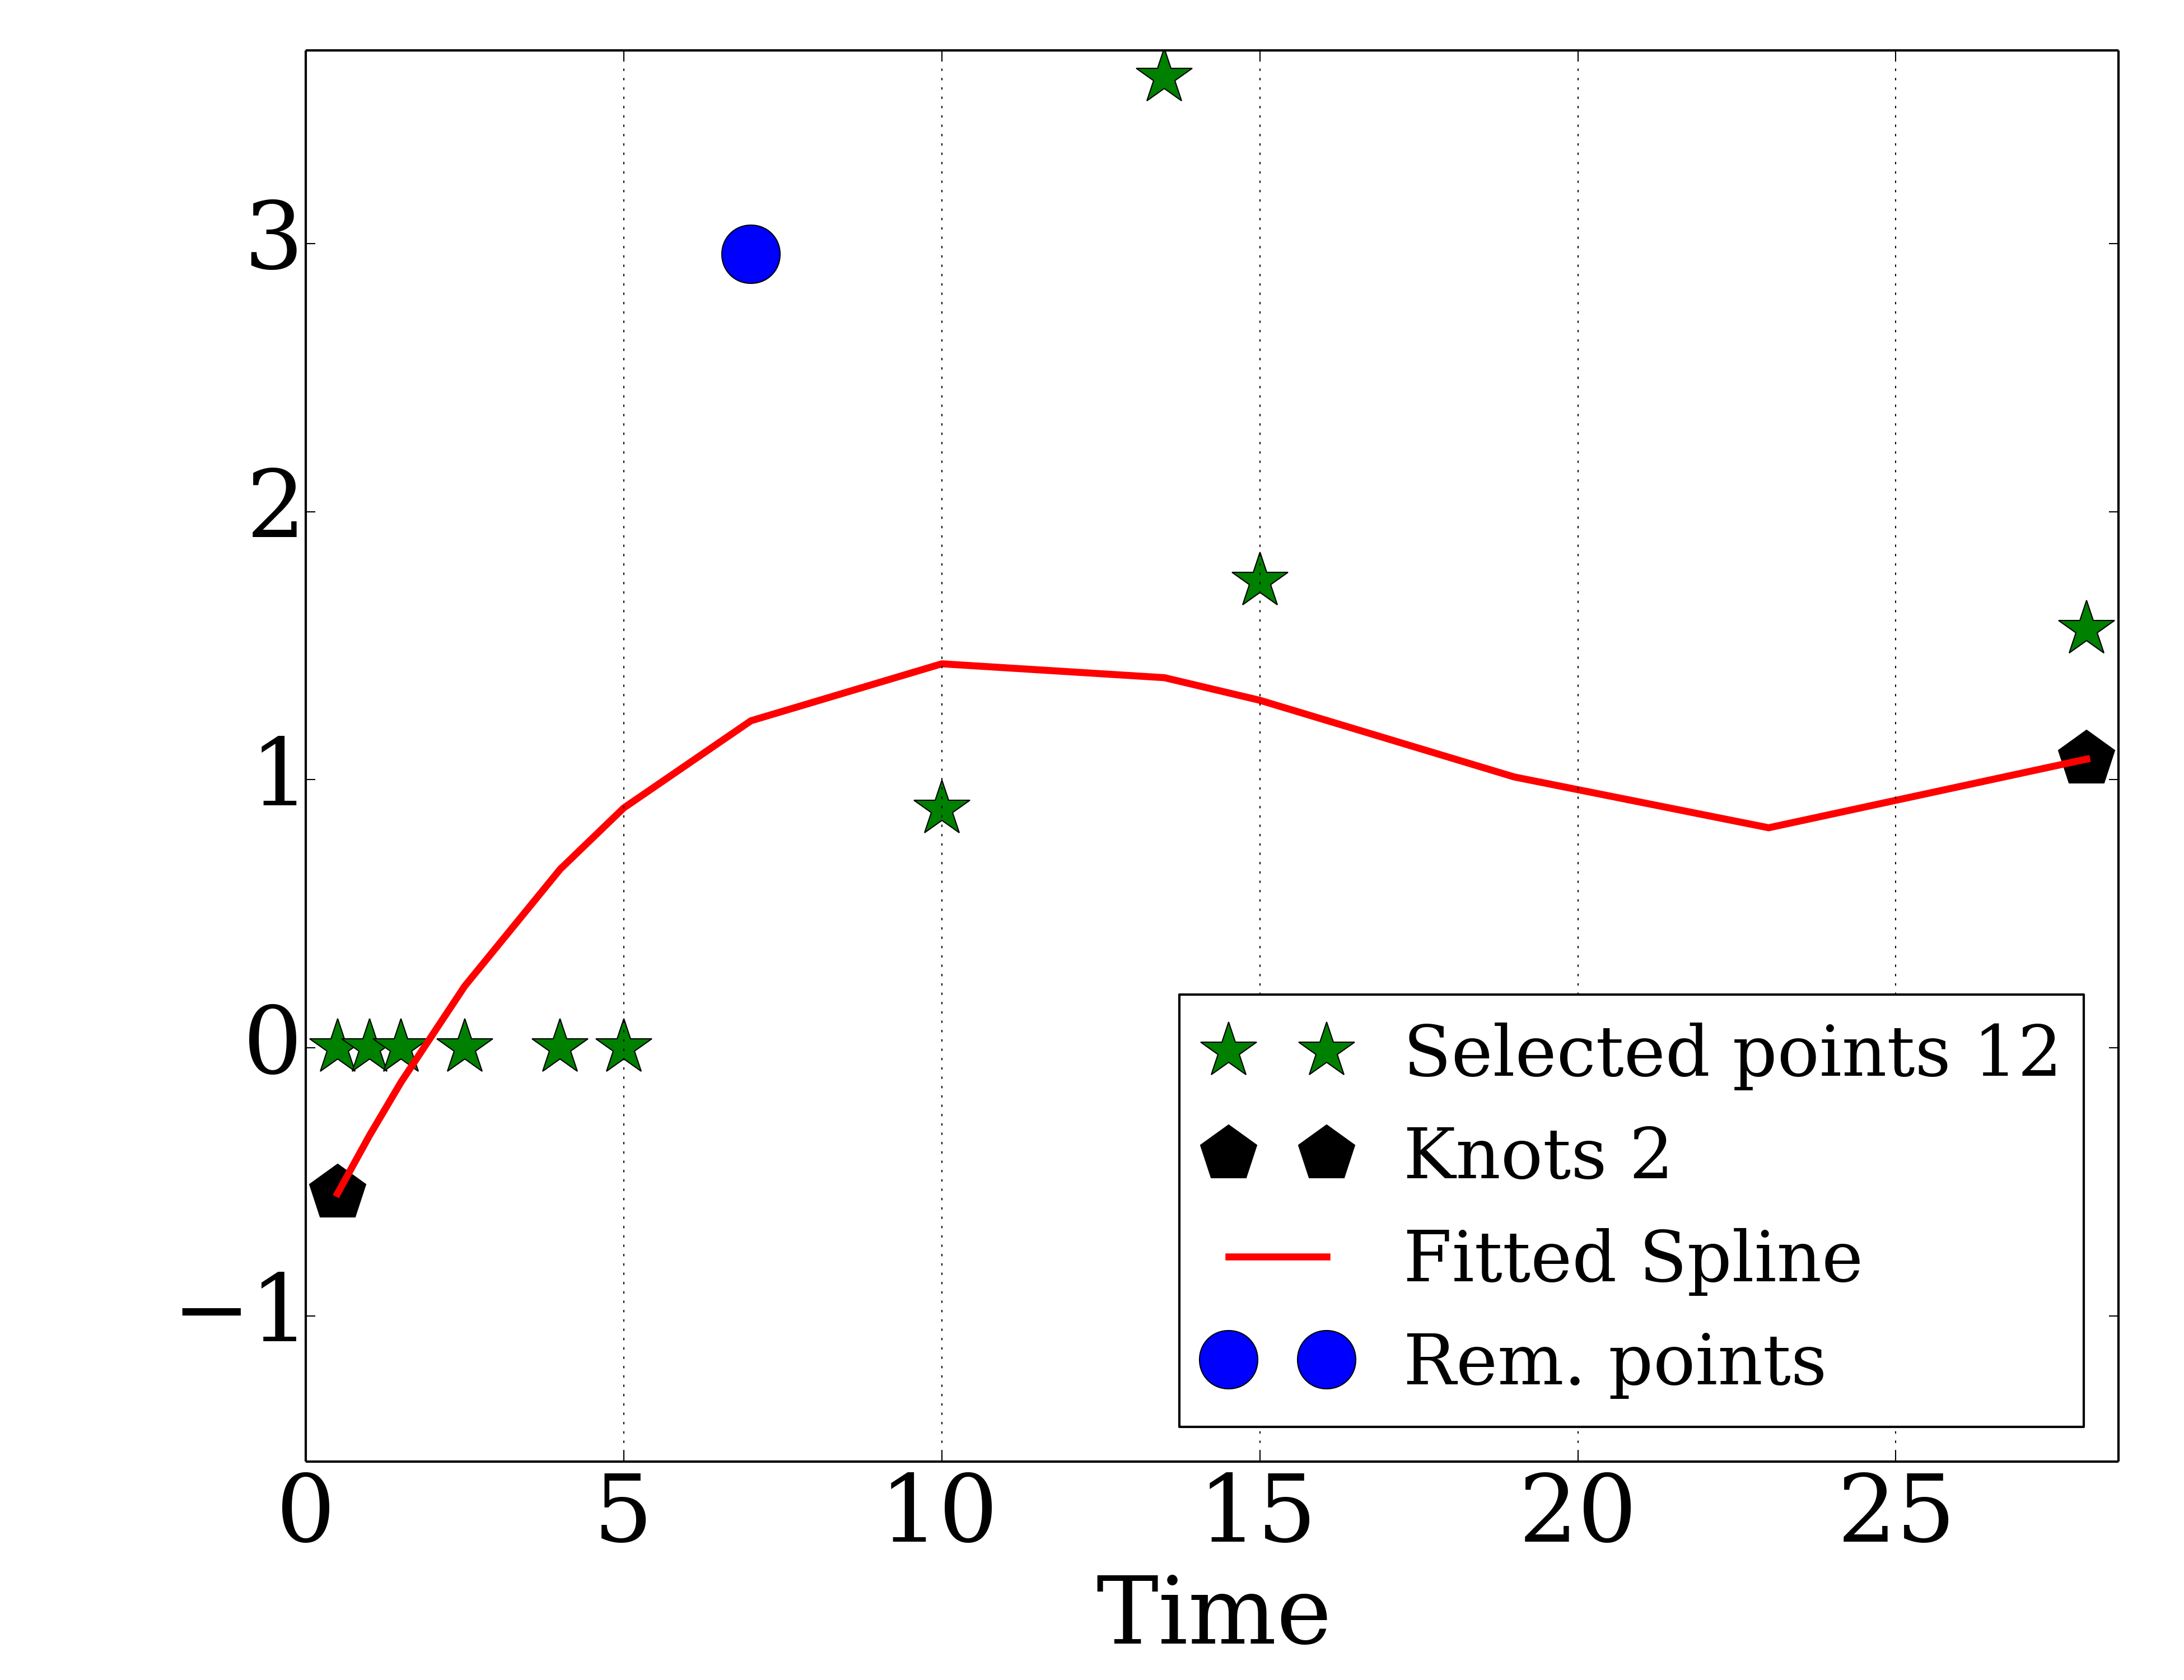 3
2
1
0
−1
Selected points 12
Knots 2
Fitted Spline
Rem. points
0 5 10 15 20 25
Time